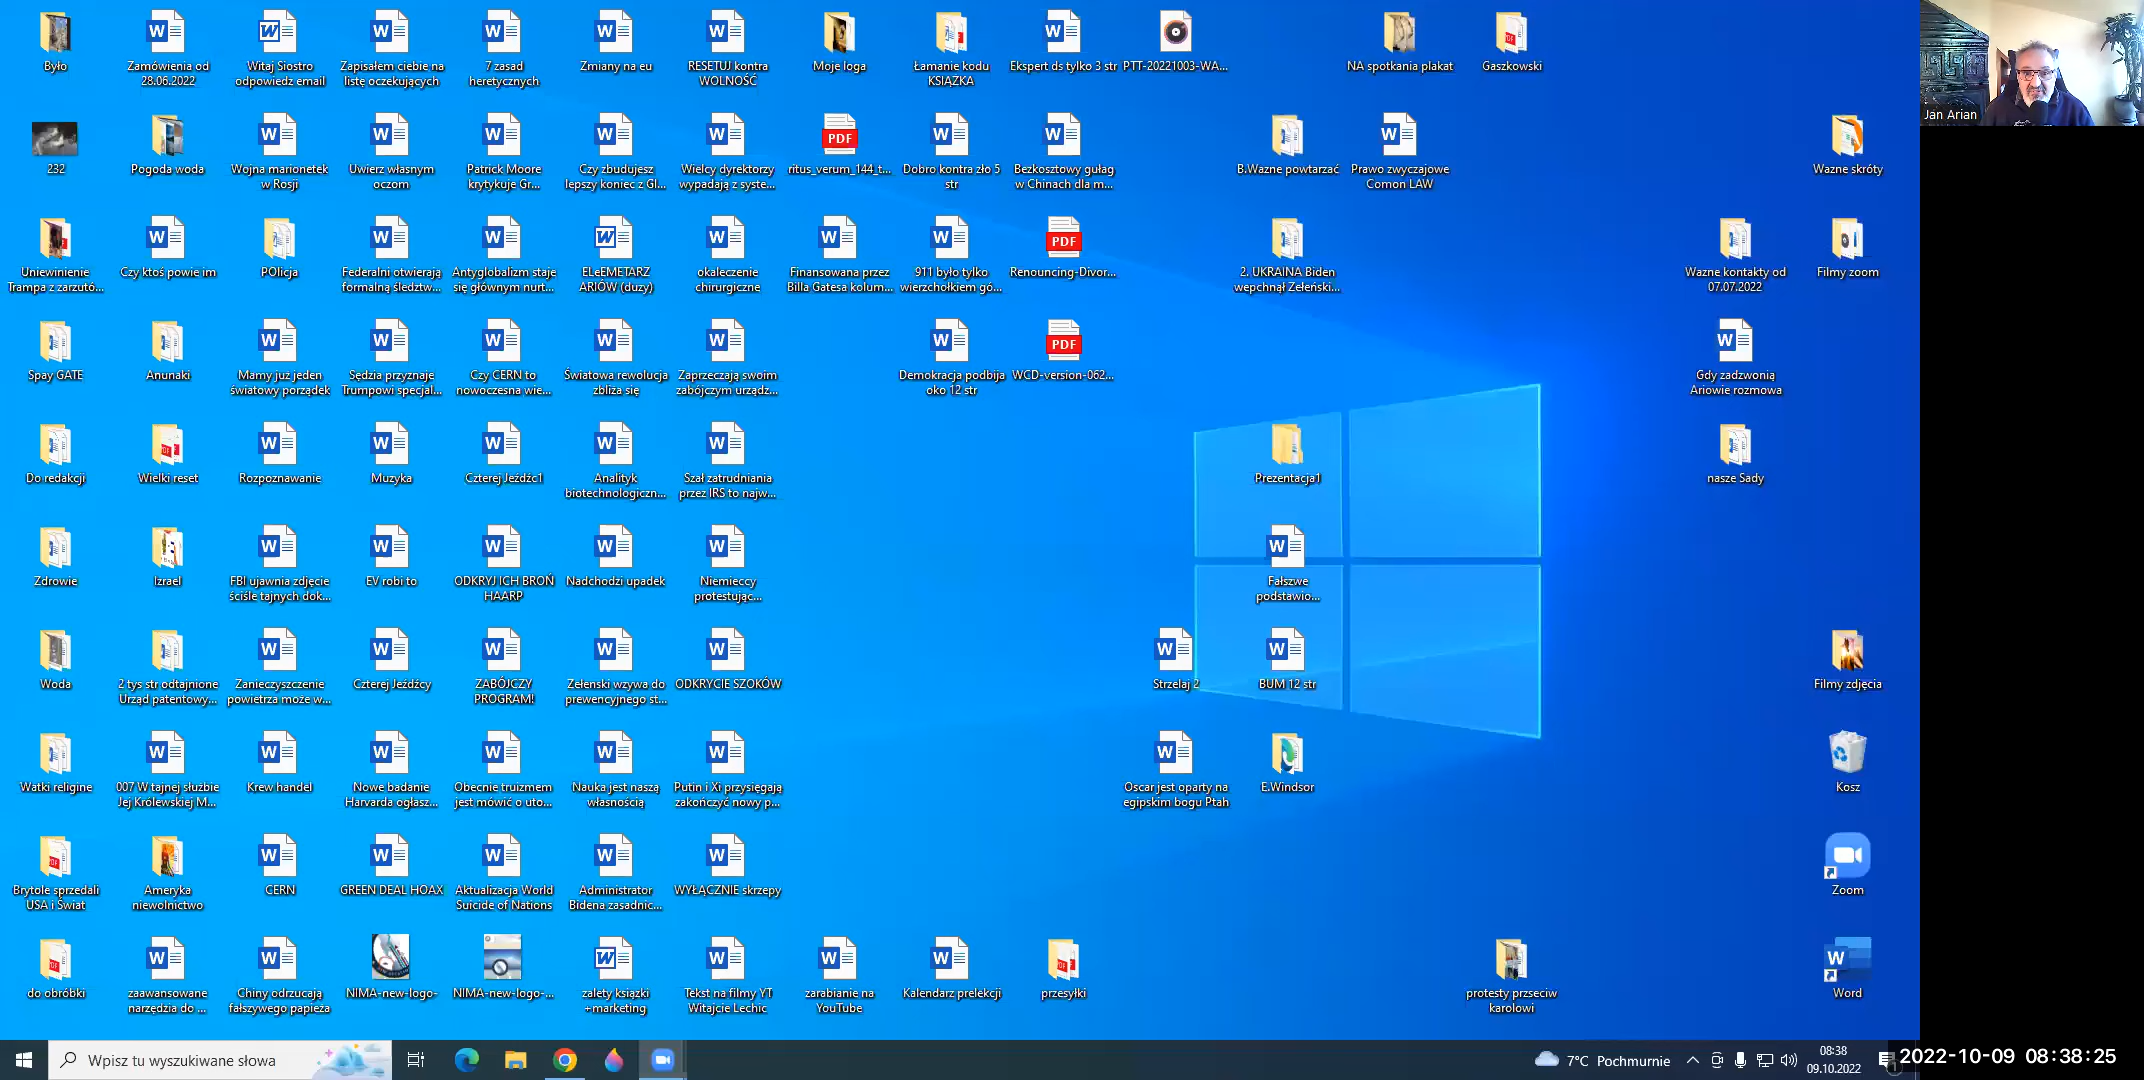 Było
Zamówienia od
28.06.2022
Witaj Siostro
odpowiedz email
Zapisałem ciebie na
listę oczekujących
7 zasad
heretycznych
Zmiany na eu
RESETUJ kontra
WOLNOŚĆ
Moje loga
Łamanie kodu
KSIĄZKA
Ekspert ds tylko 3 str
PTT-20221003-WA...
NA spotkania plakat
Gaszkowski
Jan Arian
232
Pogoda woda
Wojna marionetek
w Rosji
Uwierz własnym
oczom
Patrick Moore
krytykuje Gr...
Czy zbudujesz
lepszy koniec z Gl...
Wielcy dyrektorzy
wypadają z syste...
PDF
ritus_verum_144_t...
Dobro kontra zło 5
str
Bezkosztowy gułag
w Chinach dla m...
B.Wazne powtarzać
Prawo zwyczajowe
Comon LAW
Wazne skróty
Uniewinienie
Trampa z zarzutó...
Czy ktoś powie im
POlicja
Federalni otwierają
formalną śledztw...
Antyglobalizm staje
się głównym nurt...
ELeEMETARZ
ARIÓW (duzy)
okaleczenie
chirurgiczne
Finansowana przez
Billa Gatesa kolum...
911 było tylko
wierzchołkiem gó...
PDF
Renouncing-Divor...
2. UKRAINA Biden
wepchnął Zełeński...
Wazne kontakty od
07.07.2022
Filmy zoom
Spay GATE
Anunaki
Mamy juz jeden
światowy porządek
Sędzia przyznaje
Trumpowi specjal...
Czy CERN to
nowoczesna wie...
Światowa rewolucja
zbliża się
Zaprzeczają swoim
zabójczym urządz...
Demokracja podbija
oko 12 str
PDF
WCD-version-062...
Gdy zadzwonią
Ariowie rozmowa
Do redakcji
Wielki reset
Rozpoznawanie
Muzyka
Czterej Jeźdźc1
Analityk
biotechnologiczn...
Szał zatrudniania
przez IRS to najw...
Prezentacja1
nasze Sady
Zdrowie
Izrael
FBI ujawnia zdjęcie
ściśle tajnych dok...
EV robi to
ODKRYJ ICH BROŃ
HAARP
Nadchodzi upadek
Niemieccy
protestując...
Fałszwe
podstawio...
Woda
2 tys str odtajnione
Urząd patentowy...
Zanieczyszczenie
powietrza może w...
Czterej Jeźdźcy
ZABÓJCZY
PROGRAM!
Zełenski wzywa do
prewencyjnego st...
ODKRYCIE SZOKÓW
Strzelaj 2
BUM 12 str
Filmy zdjęcia
Watki religine
007 W tajnej służbie
Jej Królewskiej M...
Krew handel
Nowe badanie
Harvarda ogłasz...
Obecnie truizmem
jest mówić o uto...
Nauka jest naszą
własnością
Putin i Xi przysięgają
zakończyć nowy p...
Oscar jest oparty na
egipskim bogu Ptah
E.Windsor
Kosz
Brytole sprzedali
USA i Świat
Ameryka
niewolnictwo
CERN
GREEN DEAL HOAX
Aktualizacja World
Suicide of Nations
Administrator
Bidena zasadnic...
WYŁĄCZNIE skrzepy
Zoom
do obróbki
zaawansowane
narzędzia do ...
Chiny odrzucają
fałszywego papieża
NIMA-new-logo-
NIMA-new-logo-...
zalety ksiązki
+marketing
Tekst na filmy YT
Witajcie Lechic
zarabianie na
YouTube
Kalendarz prelekcji
przesyłki
protesty przseciw
karolowi
Word
Wpisz tu wyszukiwane słowa
7°C Pochmurnie
08:38
09.10.2022
1
2022-10-09 08:38:25